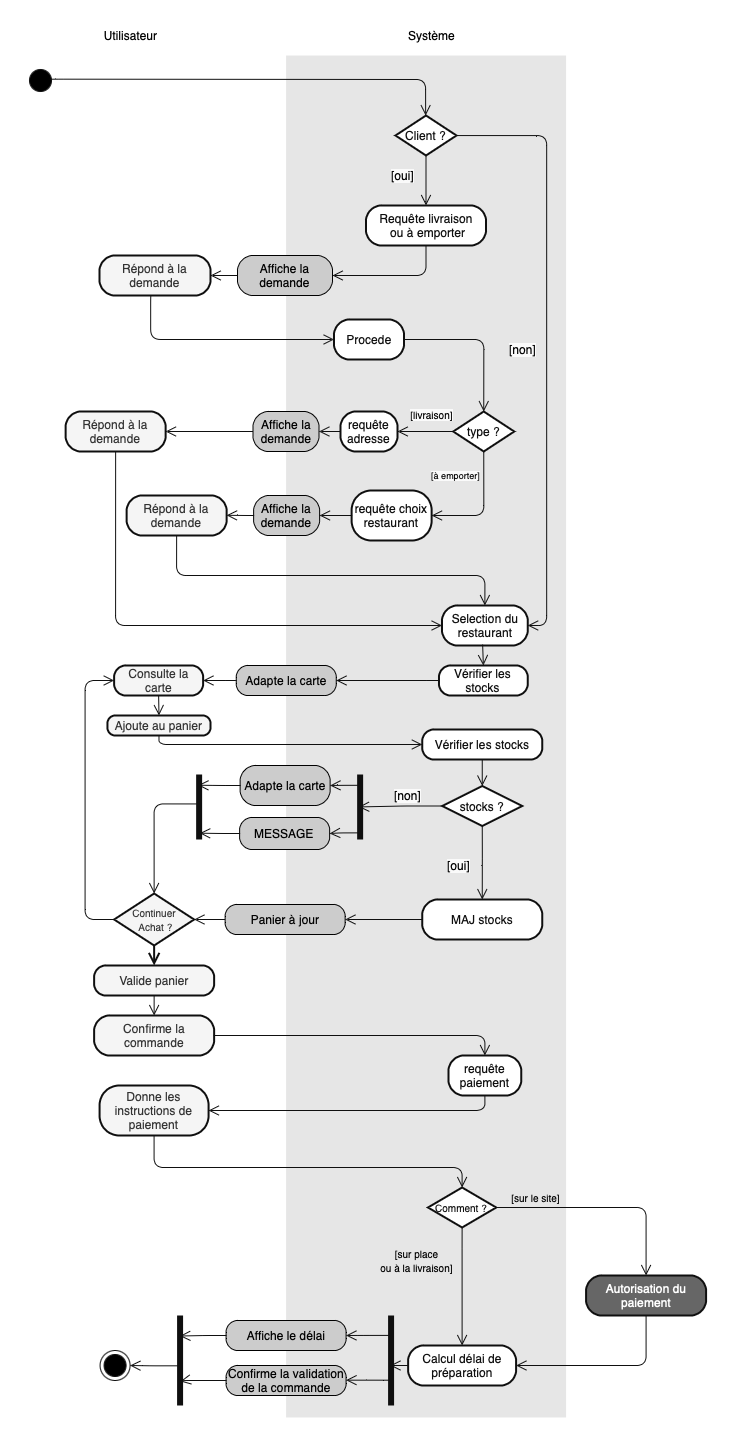 Utilisateur
Système
Client ?
[oui]
Requête livraison
ou à emporter
Répond à la
demande
Affiche la
demande
Procede
[non]
Répond à la
demande
Affiche la
demande
requête
adresse
[livraison]
type ?
[à emporter]
Répond à la
demande
Affiche la
demande
requête choix
restaurant
Selection du
restaurant
Consulte la
carte
Adapte la carte
Vérifier les
stocks
Ajoute au panier
Vérifier les stocks
Adapte la carte
[non]
stocks ?
MESSAGE
[oui]
Continuer
Achat ?
Panier à jour
MAJ stocks
Valide panier
Confirme la
commande
requête
paiement
Donne les
instructions de
paiement
Comment ?
[sur le site]
[sur place
ou à la livraison]
Autorisation du
paiement
Affiche le délai
Calcul délai de
préparation
Confirme la validation
de la commande